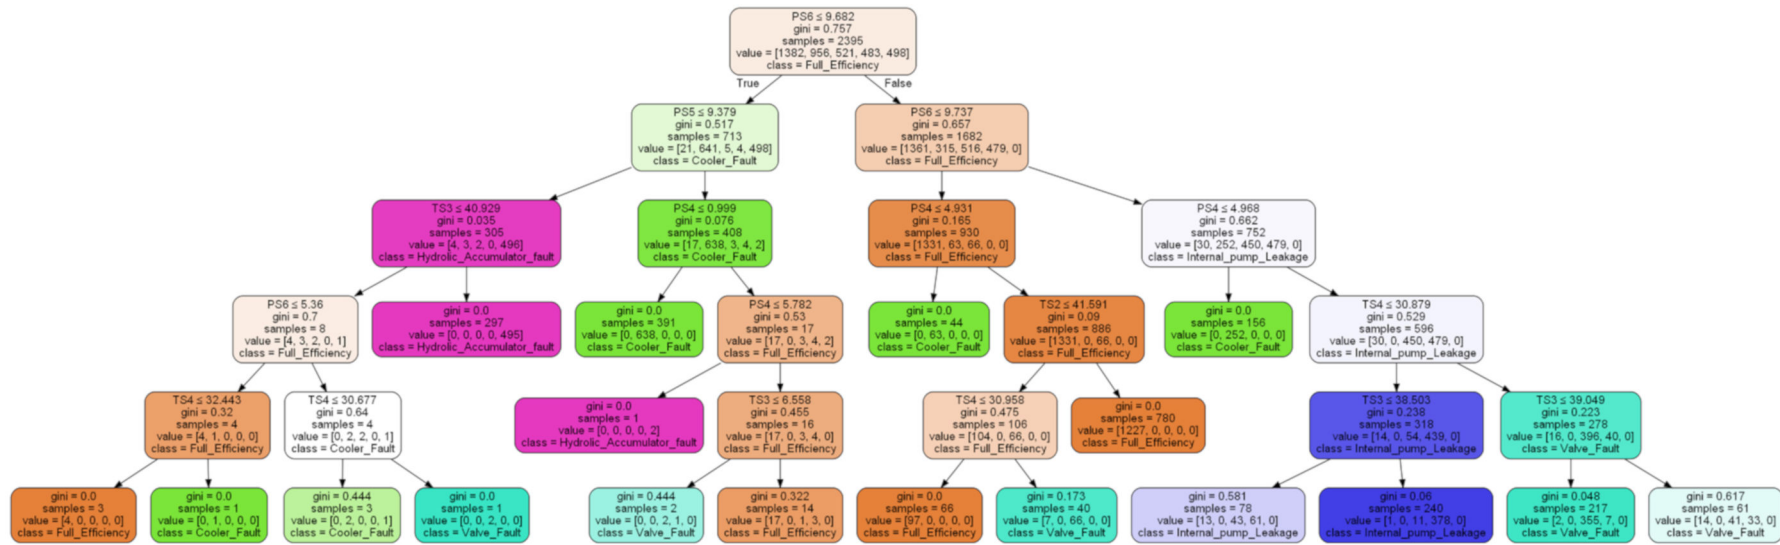 PS6 ≤ 9.682
gini = 0.757
samples = 2395
value = [1382, 956, 521, 483, 498]
class = Full_Efficiency
True
False
PS5 ≤ 9.379
gini = 0.517
samples = 713
value = [21, 641, 5, 4, 498]
class = Cooler_Fault
PS6 ≤ 9.737
gini = 0.657
samples = 1682
value = [1361, 315, 516, 479, 0]
class = Full_Efficiency
TS3 ≤ 40.929
gini = 0.035
samples = 305
value = [4, 3, 2, 0, 496]
class = Hydrolic_Accumulator_fault
PS4 ≤ 0.999
gini = 0.076
samples = 408
value = [17, 638, 3, 4, 2]
class = Cooler_Fault
PS4 ≤ 4.931
gini = 0.165
samples = 930
value = [1331, 63, 66, 0, 0]
class = Full_Efficiency
PS4 ≤ 4.968
gini = 0.662
samples = 752
value = [30, 252, 450, 479, 0]
class = Internal_pump_Leakage
PS6 ≤ 5.36
gini = 0.7
samples = 8
value = [4, 3, 2, 0, 1]
class = Full_Efficiency
gini = 0.0
samples = 297
value = [0, 0, 0, 0, 495]
class = Hydrolic_Accumulator_fault
gini = 0.0
samples = 391
value = [0, 638, 0, 0, 0]
class = Cooler_Fault
PS4 ≤ 5.782
gini = 0.53
samples = 17
value = [17, 0, 3, 4, 2]
class = Full_Efficiency
gini = 0.0
samples = 44
value = [0, 63, 0, 0, 0]
class = Cooler_Fault
TS2 ≤ 41.591
gini = 0.09
samples = 886
value = [1331, 0, 66, 0, 0]
class = Full_Efficiency
gini = 0.0
samples = 156
value = [0, 252, 0, 0, 0]
class = Cooler_Fault
TS4 ≤ 30.879
gini = 0.529
samples = 596
value = [30, 0, 450, 479, 0]
class = Internal_pump_Leakage
TS4 ≤ 32.443
gini = 0.32
samples = 4
value = [4, 1, 0, 0, 0]
class = Full_Efficiency
TS4 ≤ 30.677
gini = 0.64
samples = 4
value = [0, 2, 2, 0, 1]
class = Cooler_Fault
gini = 0.0
samples = 1
value = [0, 0, 0, 0, 2]
class = Hydrolic_Accumulator_fault
TS3 ≤ 6.558
gini = 0.455
samples = 16
value = [17, 0, 3, 4, 0]
class = Full_Efficiency
TS4 ≤ 30.958
gini = 0.475
samples = 106
value = [104, 0, 66, 0, 0]
class = Full_Efficiency
gini = 0.0
samples = 780
value = [1227, 0, 0, 0, 0]
class = Full_Efficiency
TS3 ≤ 38.503
gini = 0.238
samples = 318
value = [14, 0, 54, 439, 0]
class = Internal_pump_Leakage
TS3 ≤ 39.049
gini = 0.223
samples = 278
value = [16, 0, 396, 40, 0]
class = Valve_Fault
gini = 0.0
samples = 3
value = [4, 0, 0, 0, 0]
class = Full_Efficiency
gini = 0.0
samples = 1
value = [0, 1, 0, 0, 0]
class = Cooler_Fault
gini = 0.444
samples = 3
value = [0, 2, 0, 0, 1]
class = Cooler_Fault
gini = 0.0
samples = 1
value = [0, 0, 2, 0, 0]
class = Valve_Fault
gini = 0.444
samples = 2
value = [0, 0, 2, 1, 0]
class = Valve_Fault
gini = 0.322
samples = 14
value = [17, 0, 1, 3, 0]
class = Full_Efficiency
gini = 0.0
samples = 66
value = [97, 0, 0, 0, 0]
class = Full_Efficiency
gini = 0.173
samples = 40
value = [7, 0, 66, 0, 0]
class = Valve_Fault
gini = 0.581
samples = 78
value = [13, 0, 43, 61, 0]
class = Internal_pump_Leakage
gini = 0.06
samples = 240
value = [1, 0, 11, 378, 0]
class = Internal_pump_Leakage
gini = 0.048
samples = 217
value = [2, 0, 355, 7, 0]
class = Valve_Fault
gini = 0.617
samples = 61
value = [14, 0, 41, 33, 0]
class = Valve_Fault